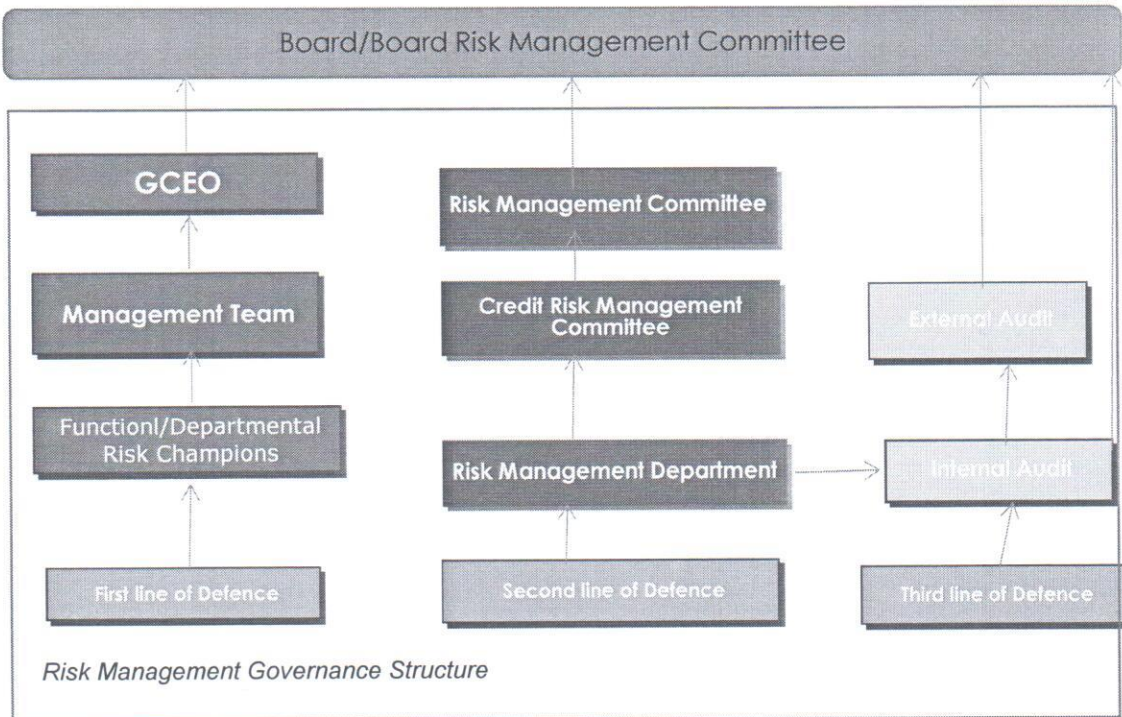 Board/Board Risk Management Committee
GCEO
Management Team
Functionl/Departmental
Risk Champions
First line of Defence
Risk Management Committee
Credit Risk Management
Committee
Risk Management Department
Second line of Defence
External Audit
Internal Audit
Third line of Defence
Risk Management Governance Structure